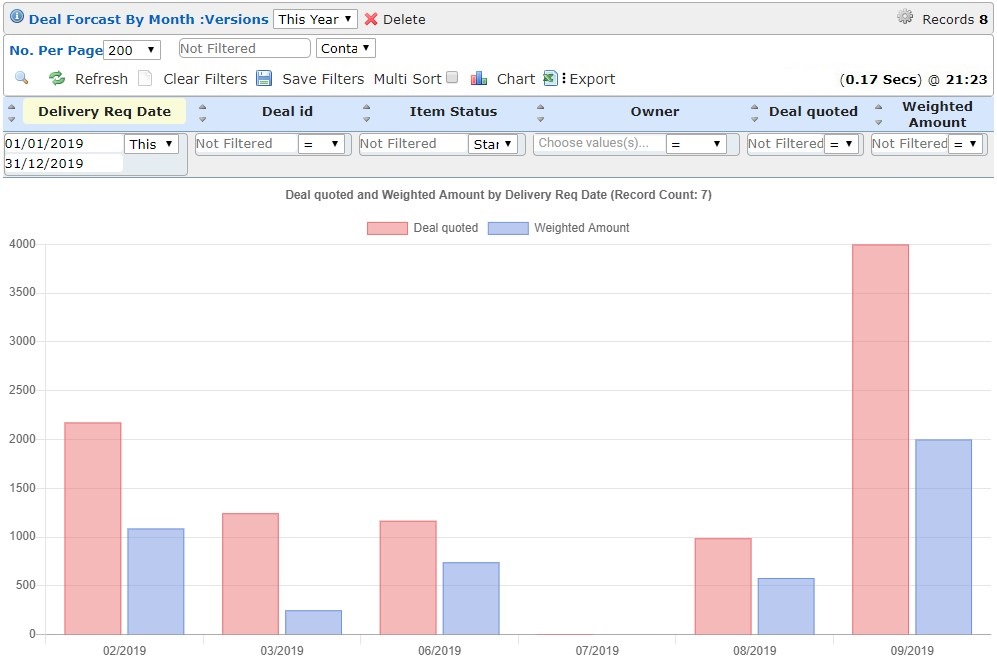 Deal Forcast By Month :Versions This Year Delete Records 8
No. Per Page 200 Not Filtered Conta
Refresh Clear Filters Save Filters Multi Sort Chart Export (0.17 Secs) @ 21:23
Delivery Req Date Deal id Item Status Owner Deal quoted Weighted Amount
01/01/2019 This Not Filtered = Not Filtered Star Choose values(s)... = Not Filtered = Not Filtered =
31/12/2019
Deal quoted and Weighted Amount by Delivery Req Date (Record Count: 7)
Deal quoted Weighted Amount
4000
3500
3000
2500
2000
1500
1000
500
0
02/2019 03/2019 06/2019 07/2019 08/2019 09/2019